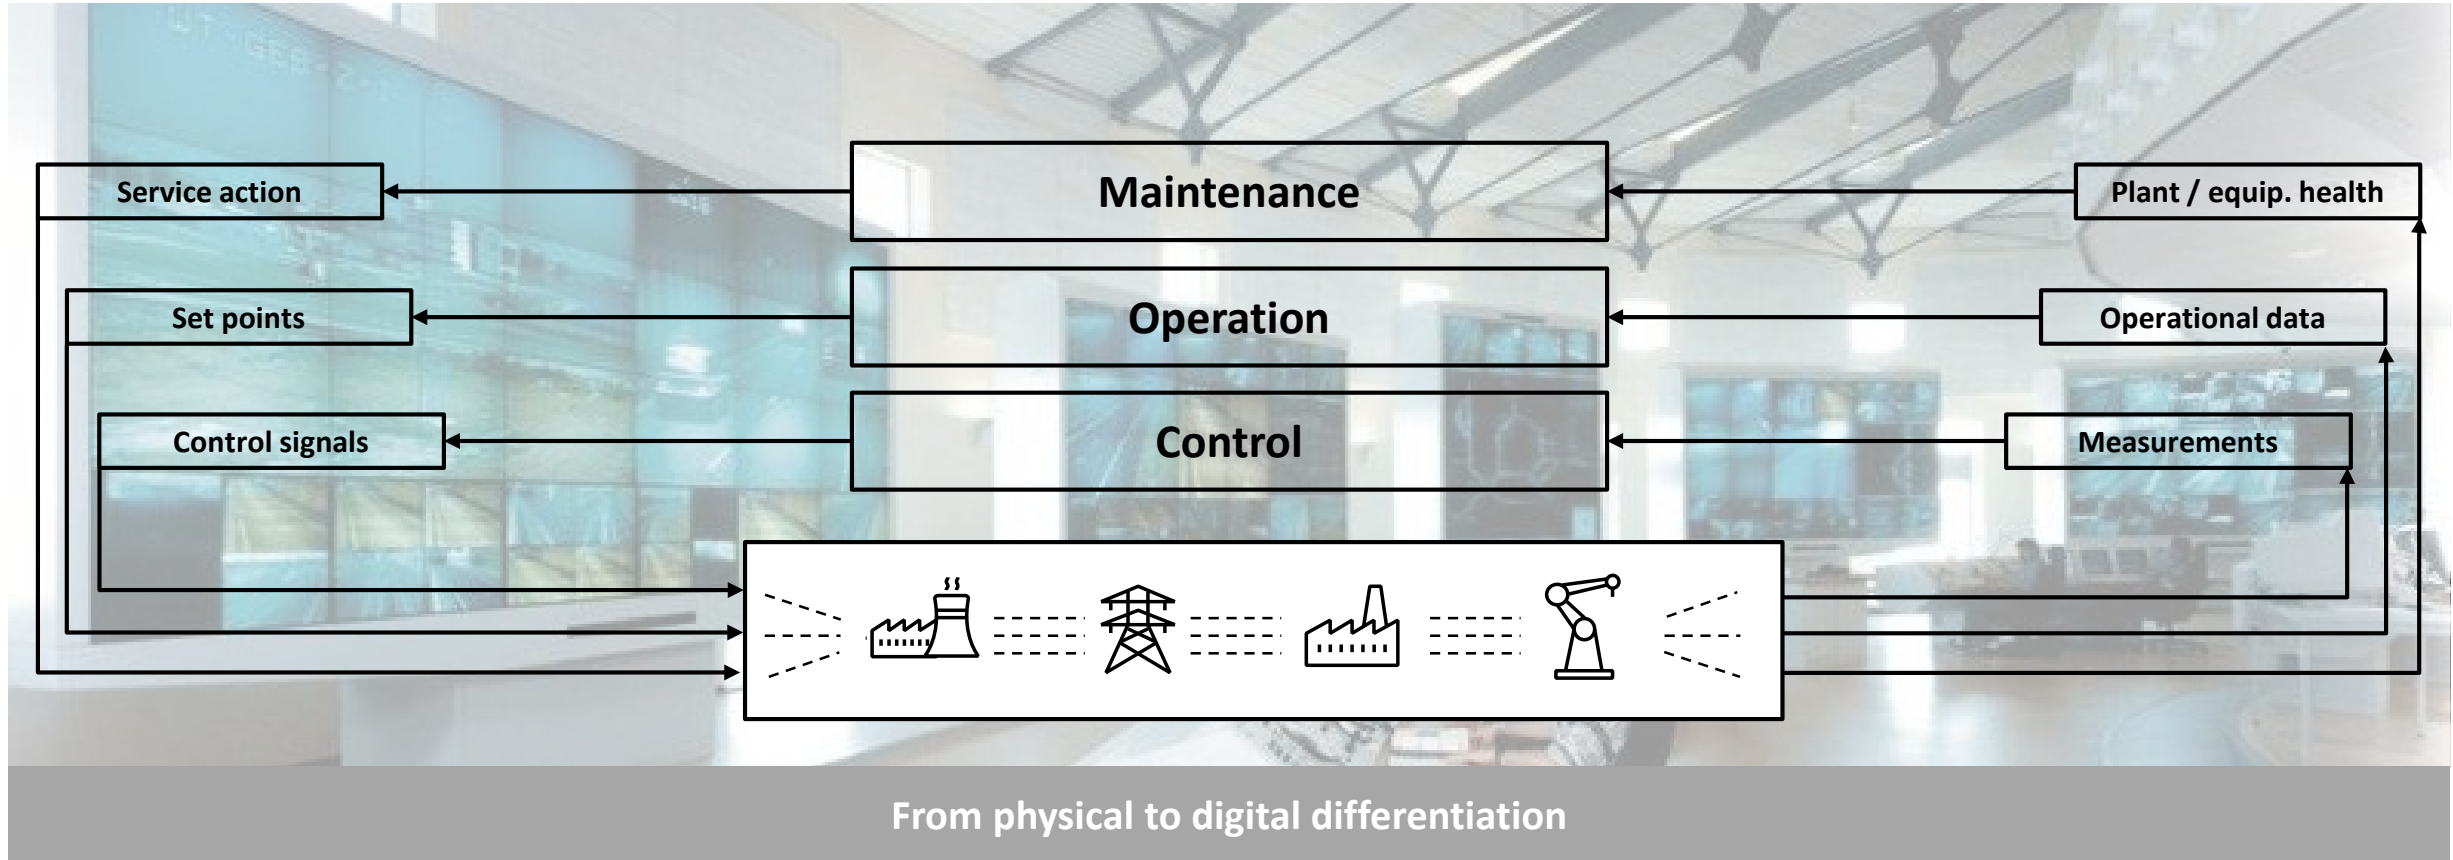 Service action
Maintenance
Plant / equip. health
Set points
Operation
Operational data
Control signals
Control
Measurements
From physical to digital differentiation